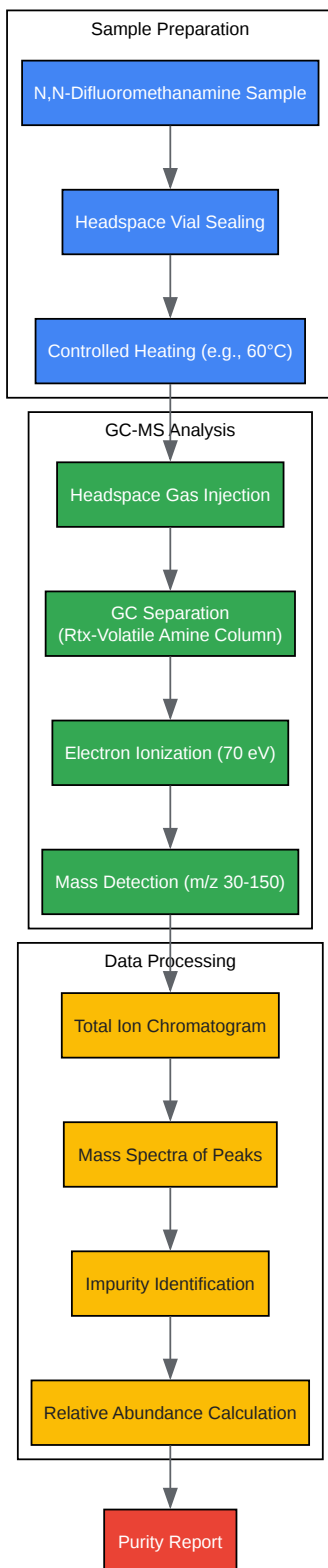 Sample Preparation
N,N-Difluoromethanamine Sample
Headspace Vial Sealing
Controlled Heating (e.g., 60°C)
GC-MS Analysis
Headspace Gas Injection
GC Separation
(Rtx-Volatile Amine Column)
Electron Ionization (70 eV)
Mass Detection (m/z 30-150)
Data Processing
Total Ion Chromatogram
Mass Spectra of Peaks
Impurity Identification
Relative Abundance Calculation
Purity Report